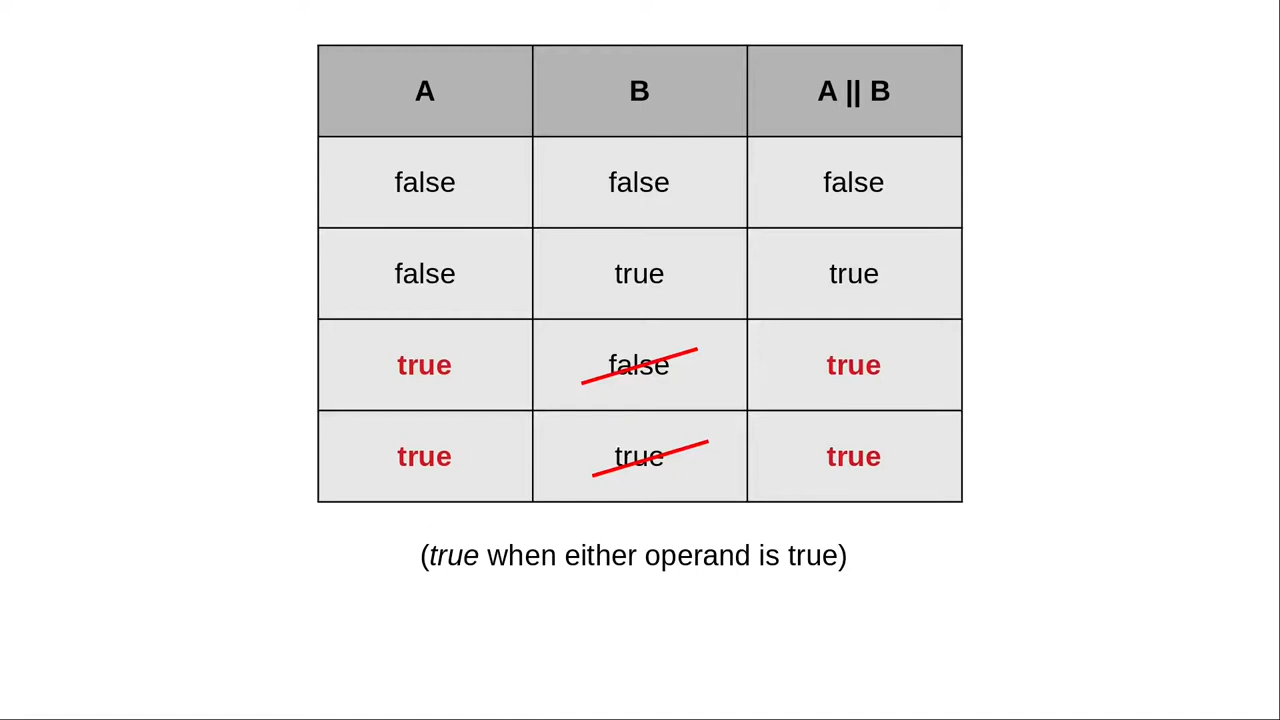 A B A || B
false false false
false true true
true false true
true true true
(true when either operand is true)